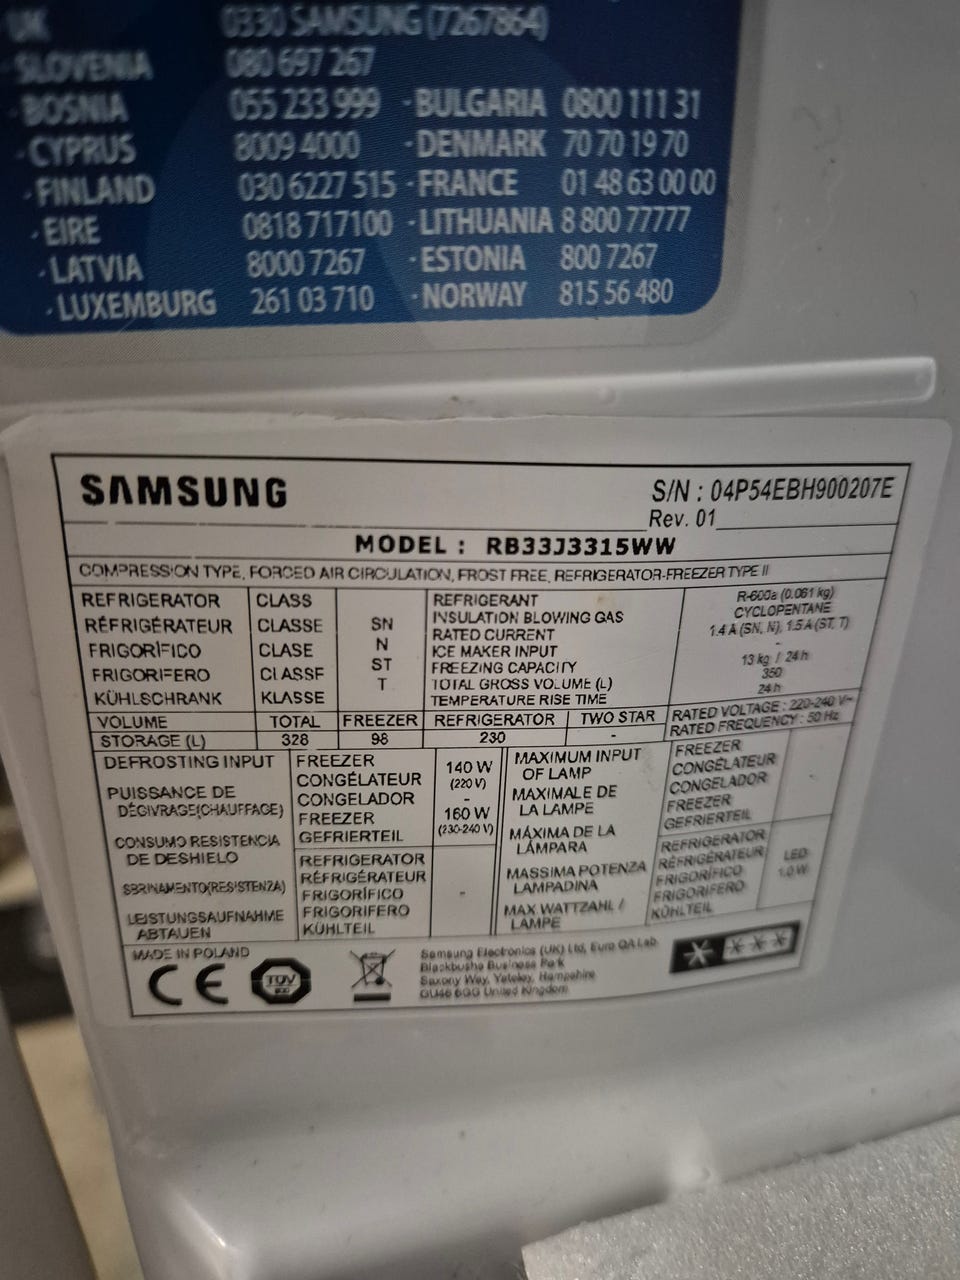 UK 0330 SAMSUNG (7267864)
SLOVENIA 080 697 267
· BOSNIA 055 233 999 · BULGARIA 0800 111 31
· CYPRUS 8009 4000 · DENMARK 70 70 19 70
· FINLAND 030 6227 515 · FRANCE 01 48 63 00 00
· EIRE 0818 717100 · LITHUANIA 8 800 77777
· LATVIA 8000 7267 · ESTONIA 800 7267
· LUXEMBURG 261 03 710 · NORWAY 815 56 480
SAMSUNG S/N : 04P54EBH900207E
Rev. 01
MODEL : RB33J3315WW
COMPRESSION TYPE, FORCED AIR CIRCULATION, FROST FREE, REFRIGERATOR-FREEZER TYPE II
REFRIGERATOR CLASS
RÉFRIGÉRATEUR CLASSE
FRIGORÍFICO CLASE
FRIGORIFERO CLASSE
KÜHLSCHRANK KLASSE
SN
N
ST
T
REFRIGERANT R-600a (0.061 kg)
INSULATION BLOWING GAS CYCLOPENTANE
RATED CURRENT 1.4 A (SN, N), 1.5 A (ST, T)
ICE MAKER INPUT -
FREEZING CAPACITY 13 kg / 24h
TOTAL GROSS VOLUME (L) 350
TEMPERATURE RISE TIME 24 h
VOLUME TOTAL FREEZER REFRIGERATOR TWO STAR
STORAGE (L) 328 98 230 -
RATED VOLTAGE : 220-240 V~
RATED FREQUENCY : 50 Hz
DEFROSTING INPUT
PUISSANCE DE
DÉGIVRAGE(CHAUFFAGE)
CONSUMO RESISTENCIA
DE DESHIELO
SBRINAMENTO(RESISTENZA)
LEISTUNGSAUFNAHME
ABTAUEN
FREEZER
CONGÉLATEUR
CONGELADOR
FREEZER
GEFRIERTEIL
140 W
(220 V)
-
160 W
(230-240 V)
REFRIGERATOR
RÉFRIGÉRATEUR
FRIGORÍFICO
FRIGORIFERO
KÜHLTEIL
-
MAXIMUM INPUT
OF LAMP
MAXIMALE DE
LA LAMPE
MÁXIMA DE LA
LÁMPARA
MASSIMA POTENZA
LAMPADINA
MAX WATTZAHL /
LAMPE
FREEZER
CONGÉLATEUR
CONGELADOR
FREEZER
GEFRIERTEIL
-
REFRIGERATOR
RÉFRIGÉRATEUR
FRIGORÍFICO
FRIGORIFERO
KÜHLTEIL
LED
1.0 W
MADE IN POLAND
CE TÜV
Samsung Electronics (UK) Ltd, Euro QA Lab.
Blackbushe Business Park
Saxony Way, Yateley, Hampshire
GU46 6GG United Kingdom